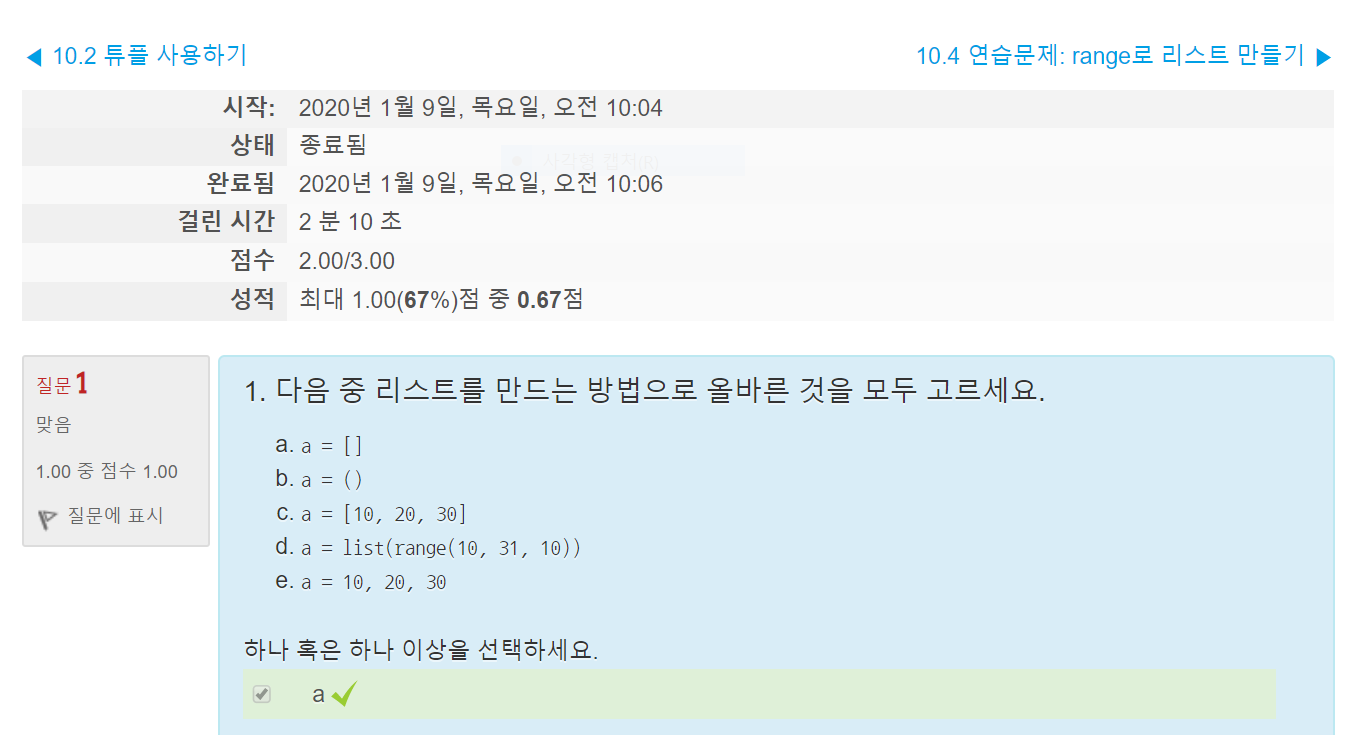 ◀ 10.2 튜플 사용하기
10.4 연습문제: range로 리스트 만들기 ▶
시작: 2020년 1월 9일, 목요일, 오전 10:04
상태 종료됨
사각형 캡처(R)
완료됨 2020년 1월 9일, 목요일, 오전 10:06
걸린 시간 2 분 10 초
점수 2.00/3.00
성적 최대 1.00(67%)점 중 0.67점
질문 1
맞음
1.00 중 점수 1.00
질문에 표시
1. 다음 중 리스트를 만드는 방법으로 올바른 것을 모두 고르세요.
a. a = []
b. a = ()
c. a = [10, 20, 30]
d. a = list(range(10, 31, 10))
e. a = 10, 20, 30
하나 혹은 하나 이상을 선택하세요.
a